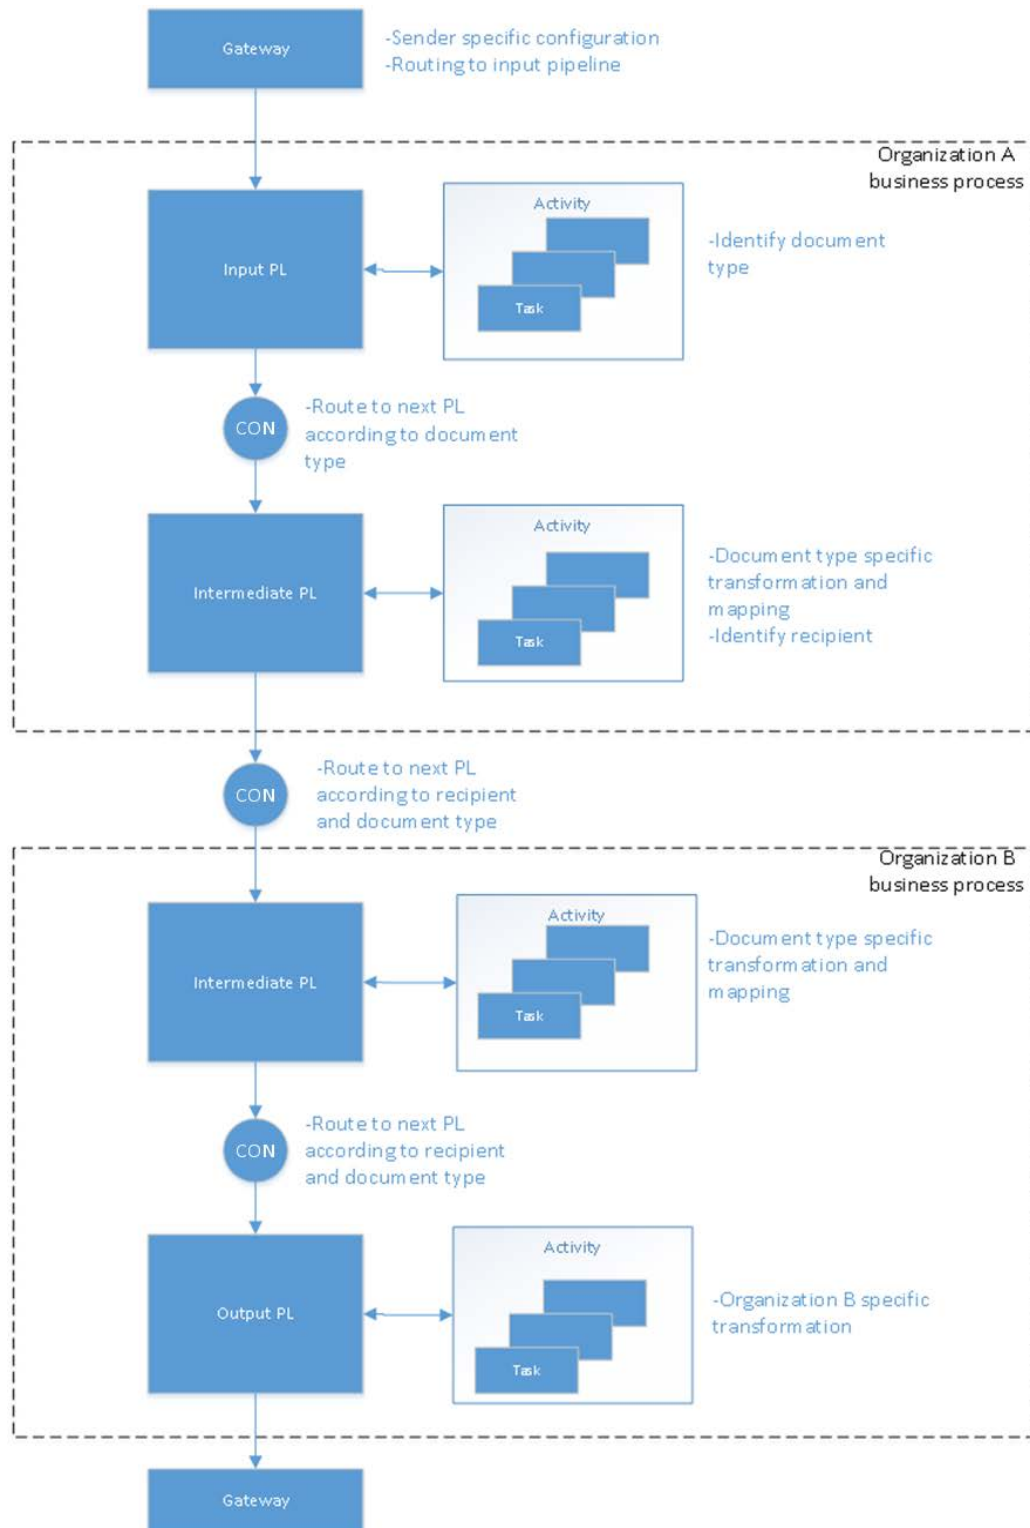 Gateway
-Sender specific configuration
-Routing to input pipeline
Organization A
business process
Input PL
Activity
Task
-Identify document
type
CON
-Route to next PL
according to document
type
Intermediate PL
Activity
Task
-Document type specific
transformation and
mapping
-Identify recipient
CON
-Route to next PL
according to recipient
and document type
Organization B
business process
Intermediate PL
Activity
Task
-Document type specific
transformation and
mapping
CON
-Route to next PL
according to recipient
and document type
Output PL
Activity
Task
-Organization B specific
transformation
Gateway